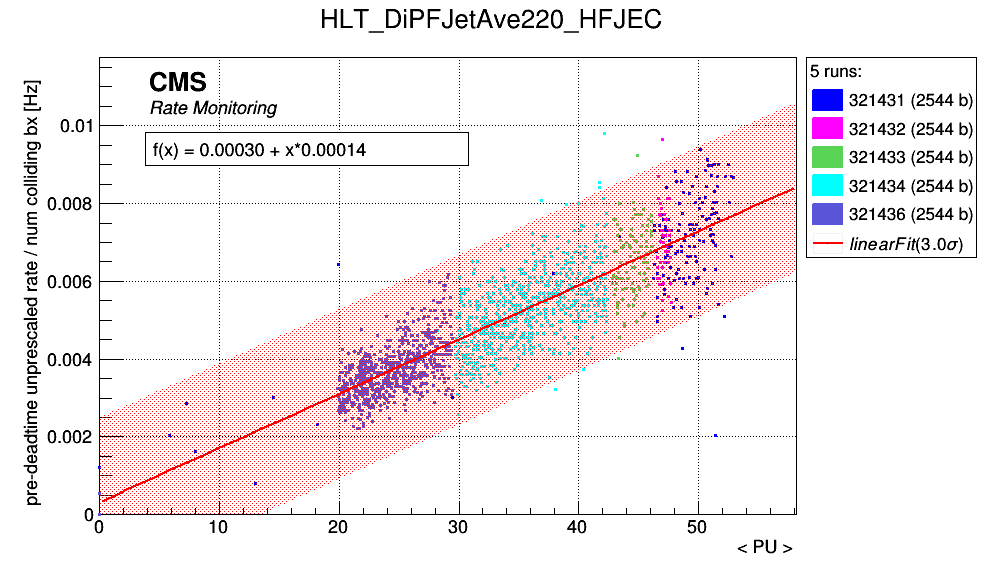 HLT_DiPFJetAve220_HFJEC
CMS
Rate Monitoring
f(x) = 0.00030 + x*0.00014
pre-deadtime unprescaled rate / num colliding bx [Hz]
0.01
0.008
0.006
0.004
0.002
0
0 10 20 30 40 50
< PU >
5 runs:
321431 (2544 b)
321432 (2544 b)
321433 (2544 b)
321434 (2544 b)
321436 (2544 b)
linearFit(3.0σ)